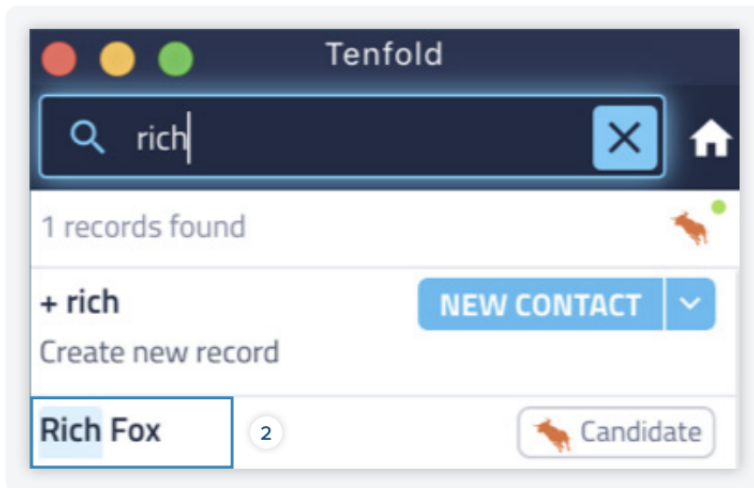 Tenfold
rich
1 records found
+ rich
NEW CONTACT
Create new record
Rich Fox
2
Candidate